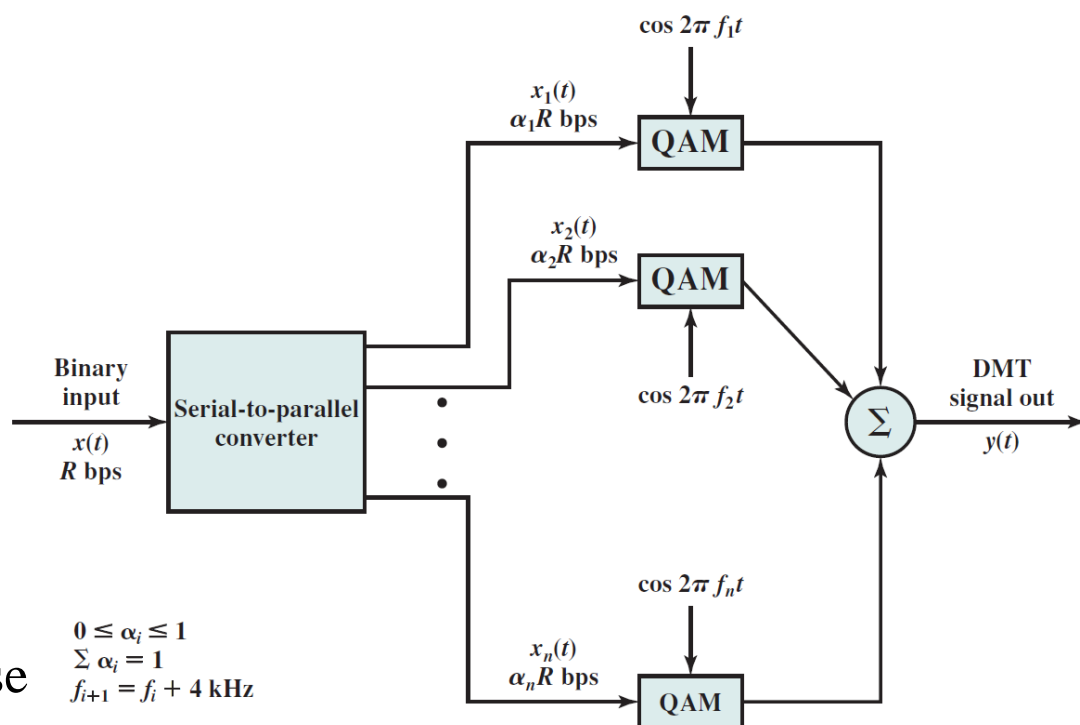 cos 2π f₁t
x₁(t)
α₁R bps
QAM
x₂(t)
α₂R bps
QAM
cos 2π f₂t
Binary
input
x(t)
R bps
Serial-to-parallel
converter
Σ
DMT
signal out
y(t)
cos 2π fₙt
xₙ(t)
αₙR bps
QAM
0 ≤ αᵢ ≤ 1
Σ αᵢ = 1
fᵢ₊₁ = fᵢ + 4 kHz